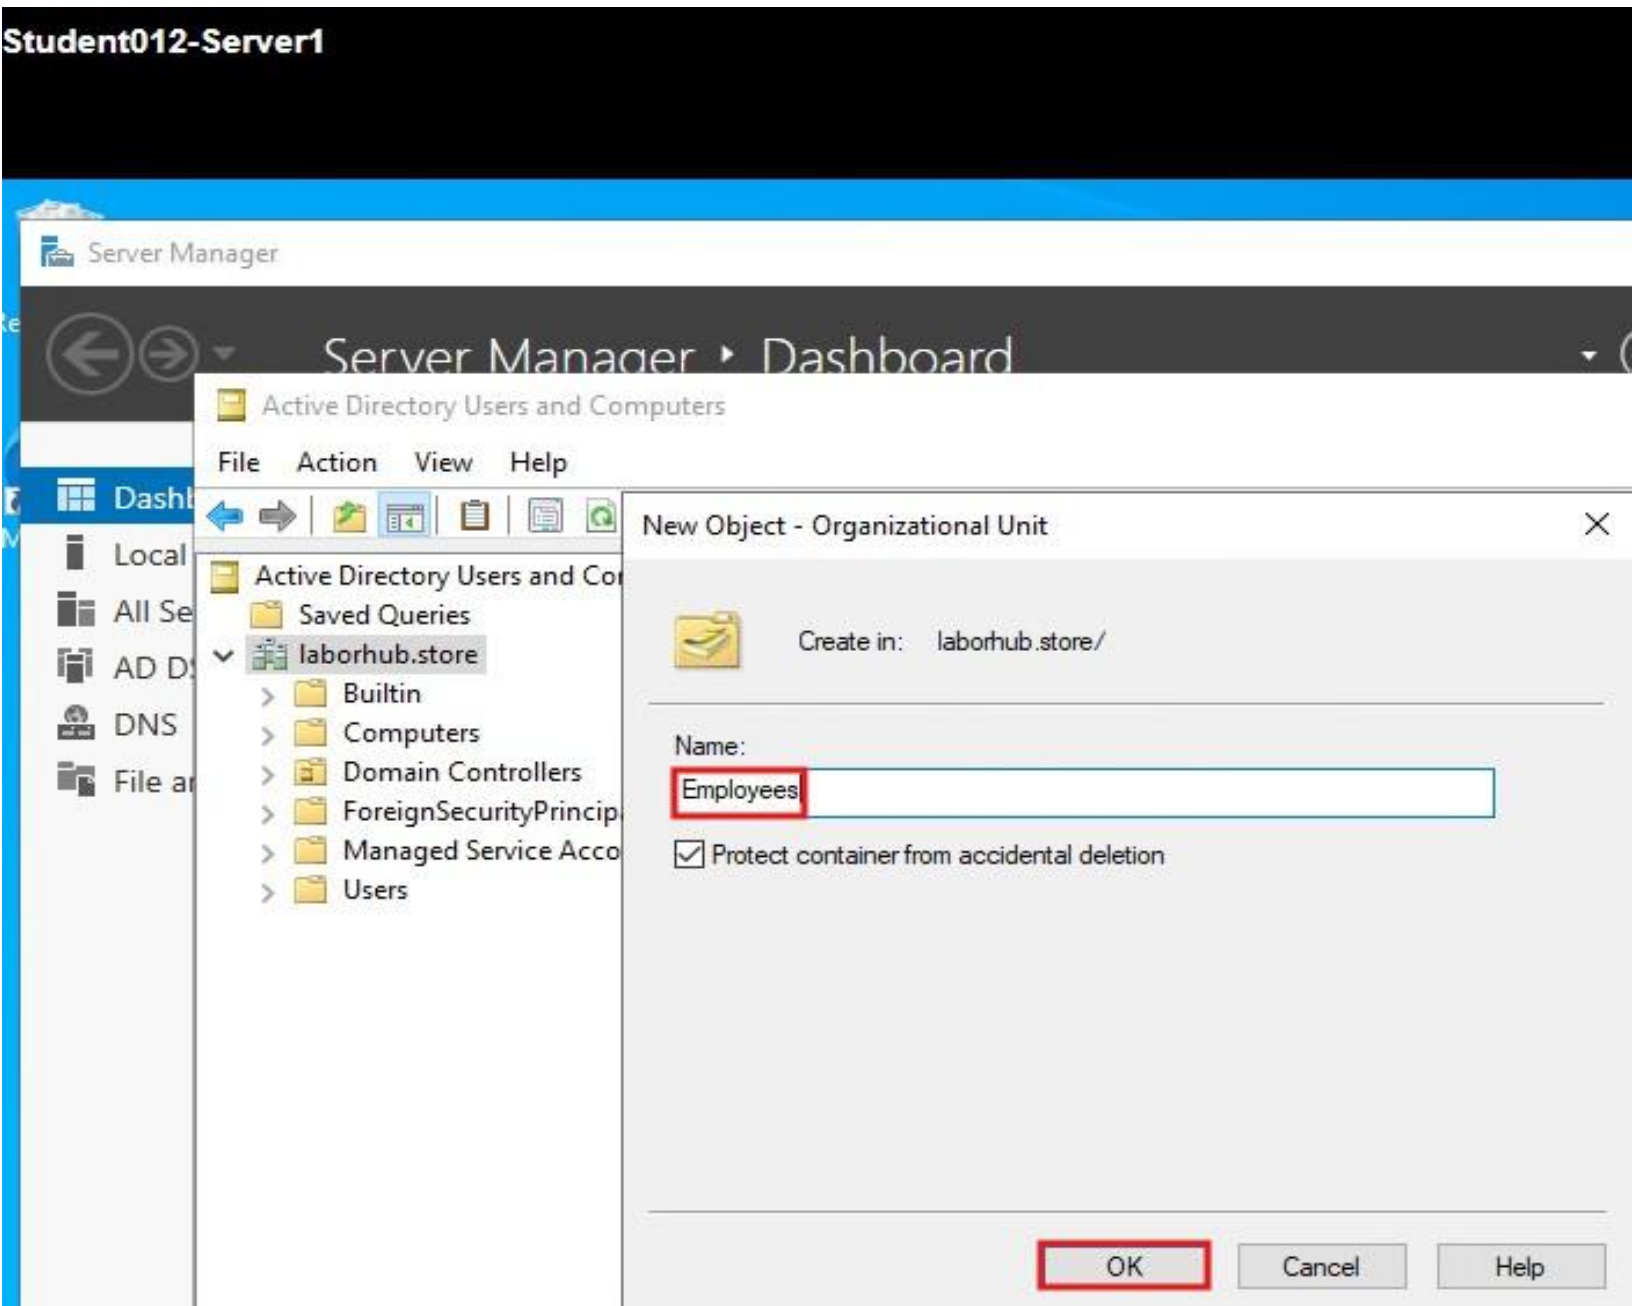 Student012-Server1
Server Manager
Server Manager ‣ Dashboard
Active Directory Users and Computers
File Action View Help
Dashb
Local
All Se
AD DS
DNS
File ar
Active Directory Users and Co
Saved Queries
laborhub.store
Builtin
Computers
Domain Controllers
ForeignSecurityPrincip
Managed Service Acco
Users
New Object - Organizational Unit
Create in: laborhub.store/
Name:
Employees
Protect container from accidental deletion
OK Cancel Help